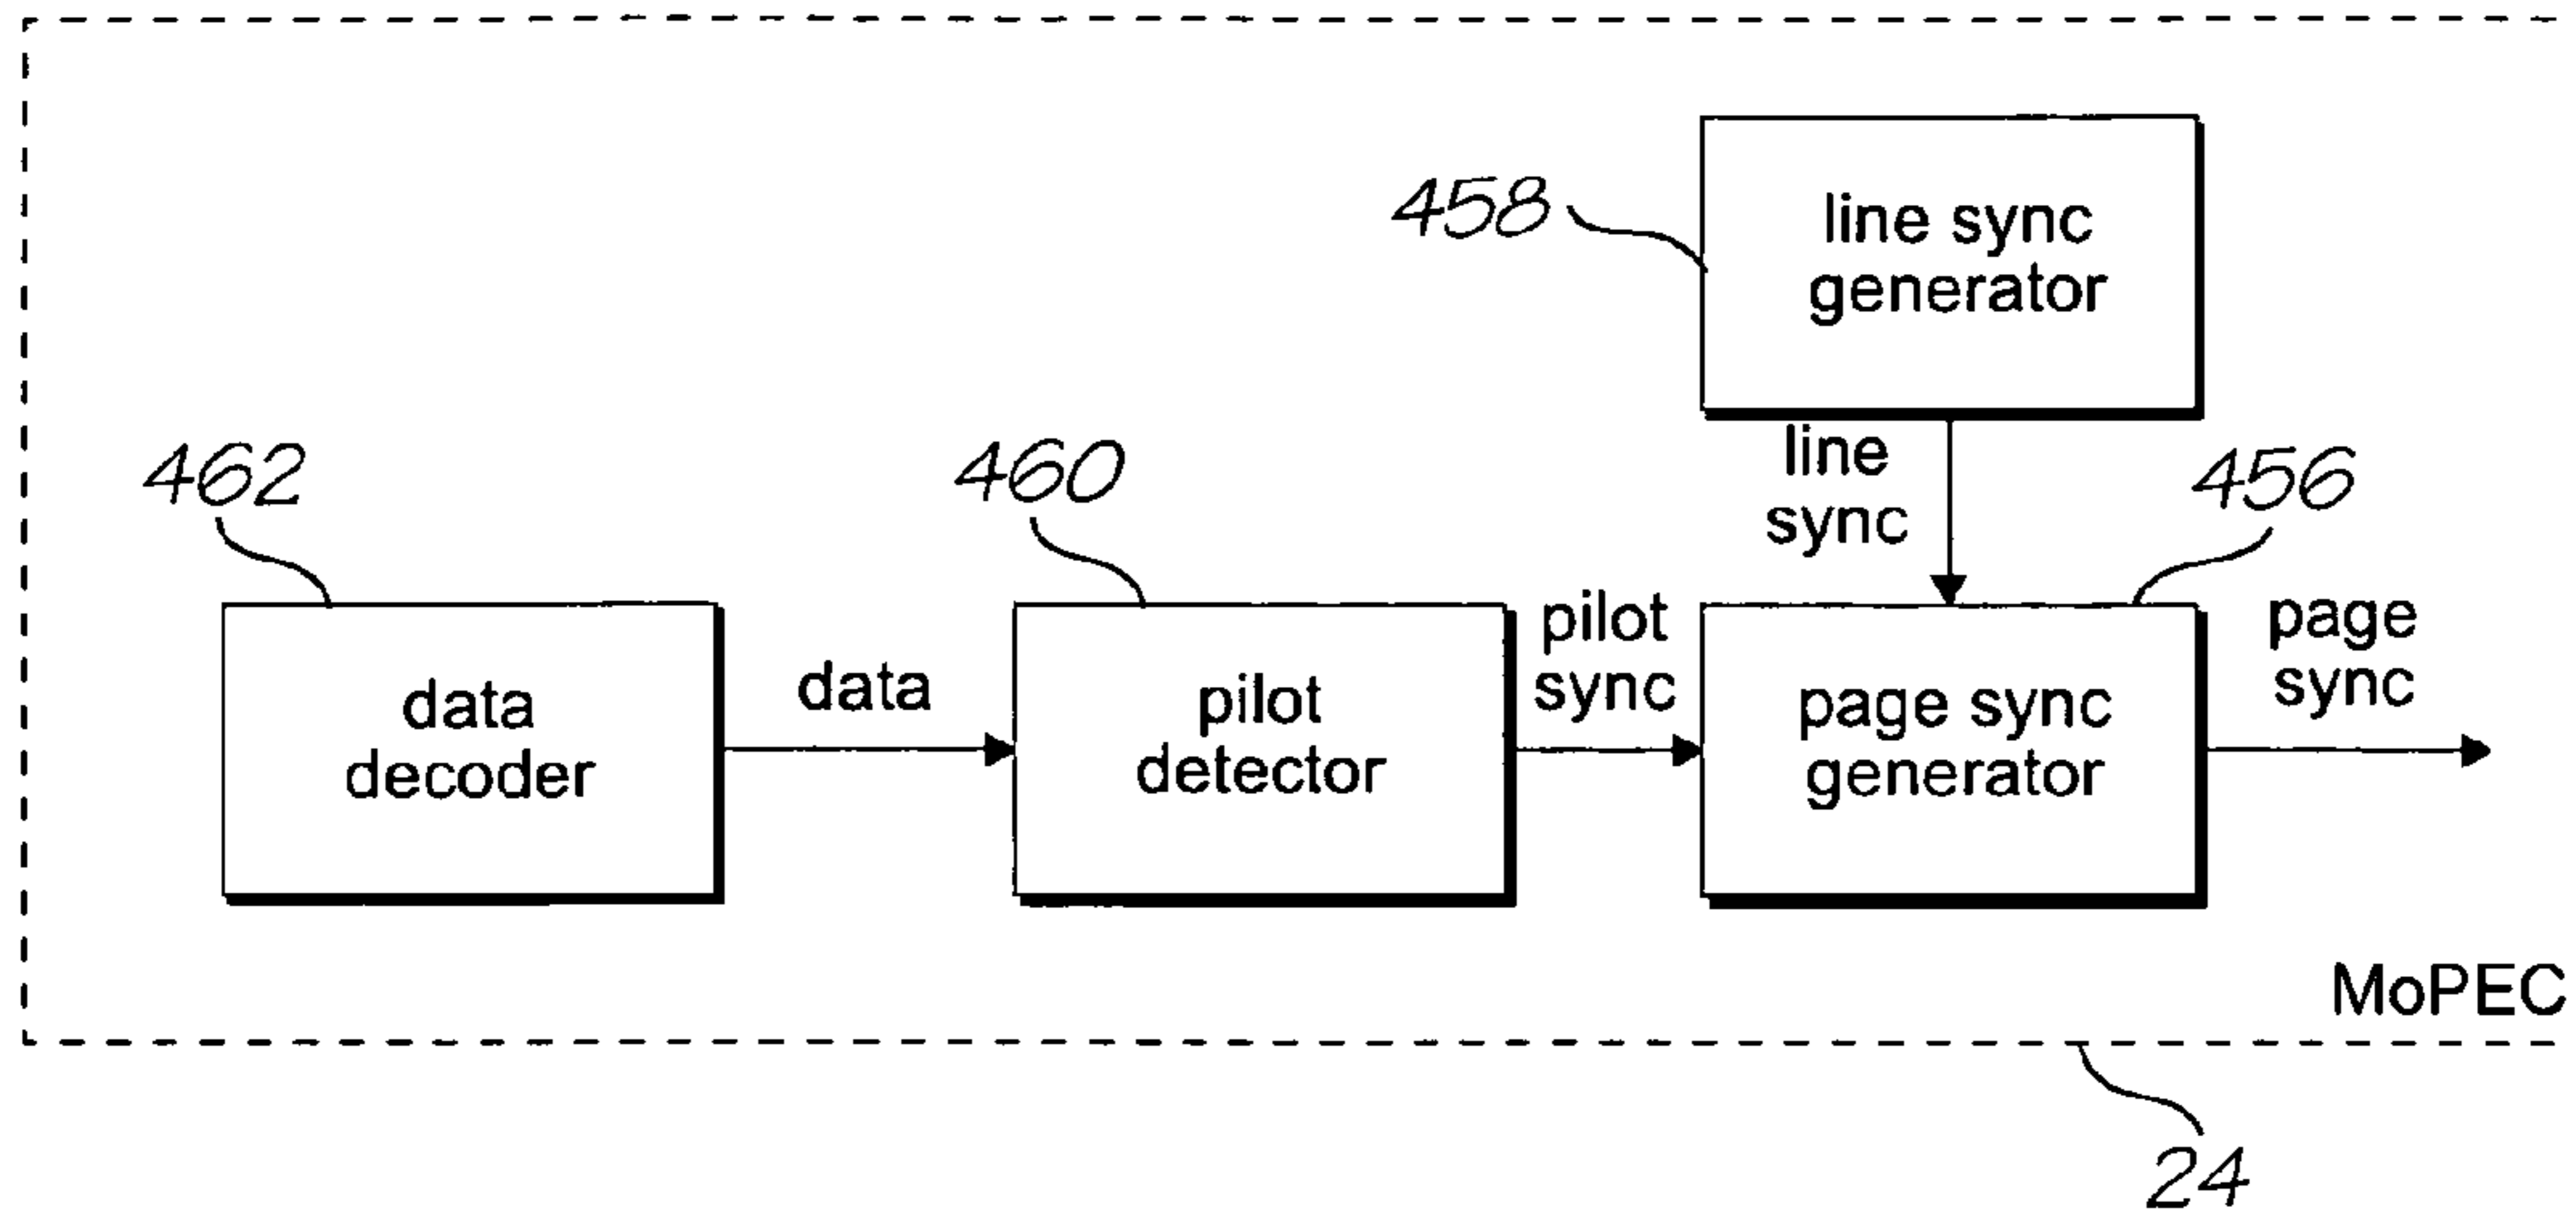 458
line sync
generator
line
sync
462
460
456
data
decoder
data
pilot
detector
pilot
sync
page sync
generator
page
sync
MoPEC
24